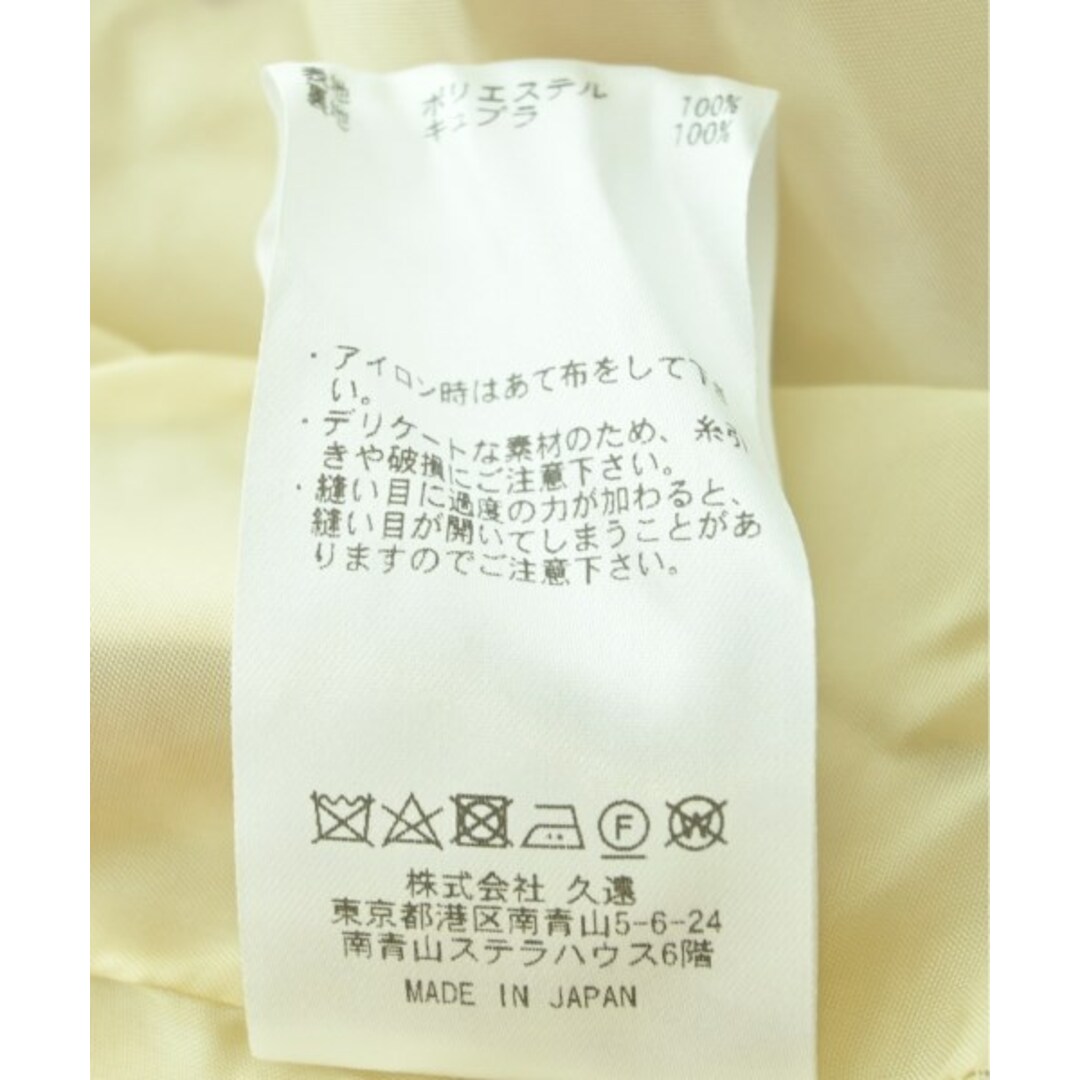 表地 ポリエステル 100%
裏地 キュプラ 100%
・アイロン時はあて布をして下さ
い。
・デリケートな素材のため、糸引
きや破損にご注意下さい。
・縫い目に過度の力が加わると、
縫い目が開いてしまうことがあ
りますのでご注意下さい。
F W
株式会社 久遠
東京都港区南青山5-6-24
南青山ステラハウス6階
MADE IN JAPAN